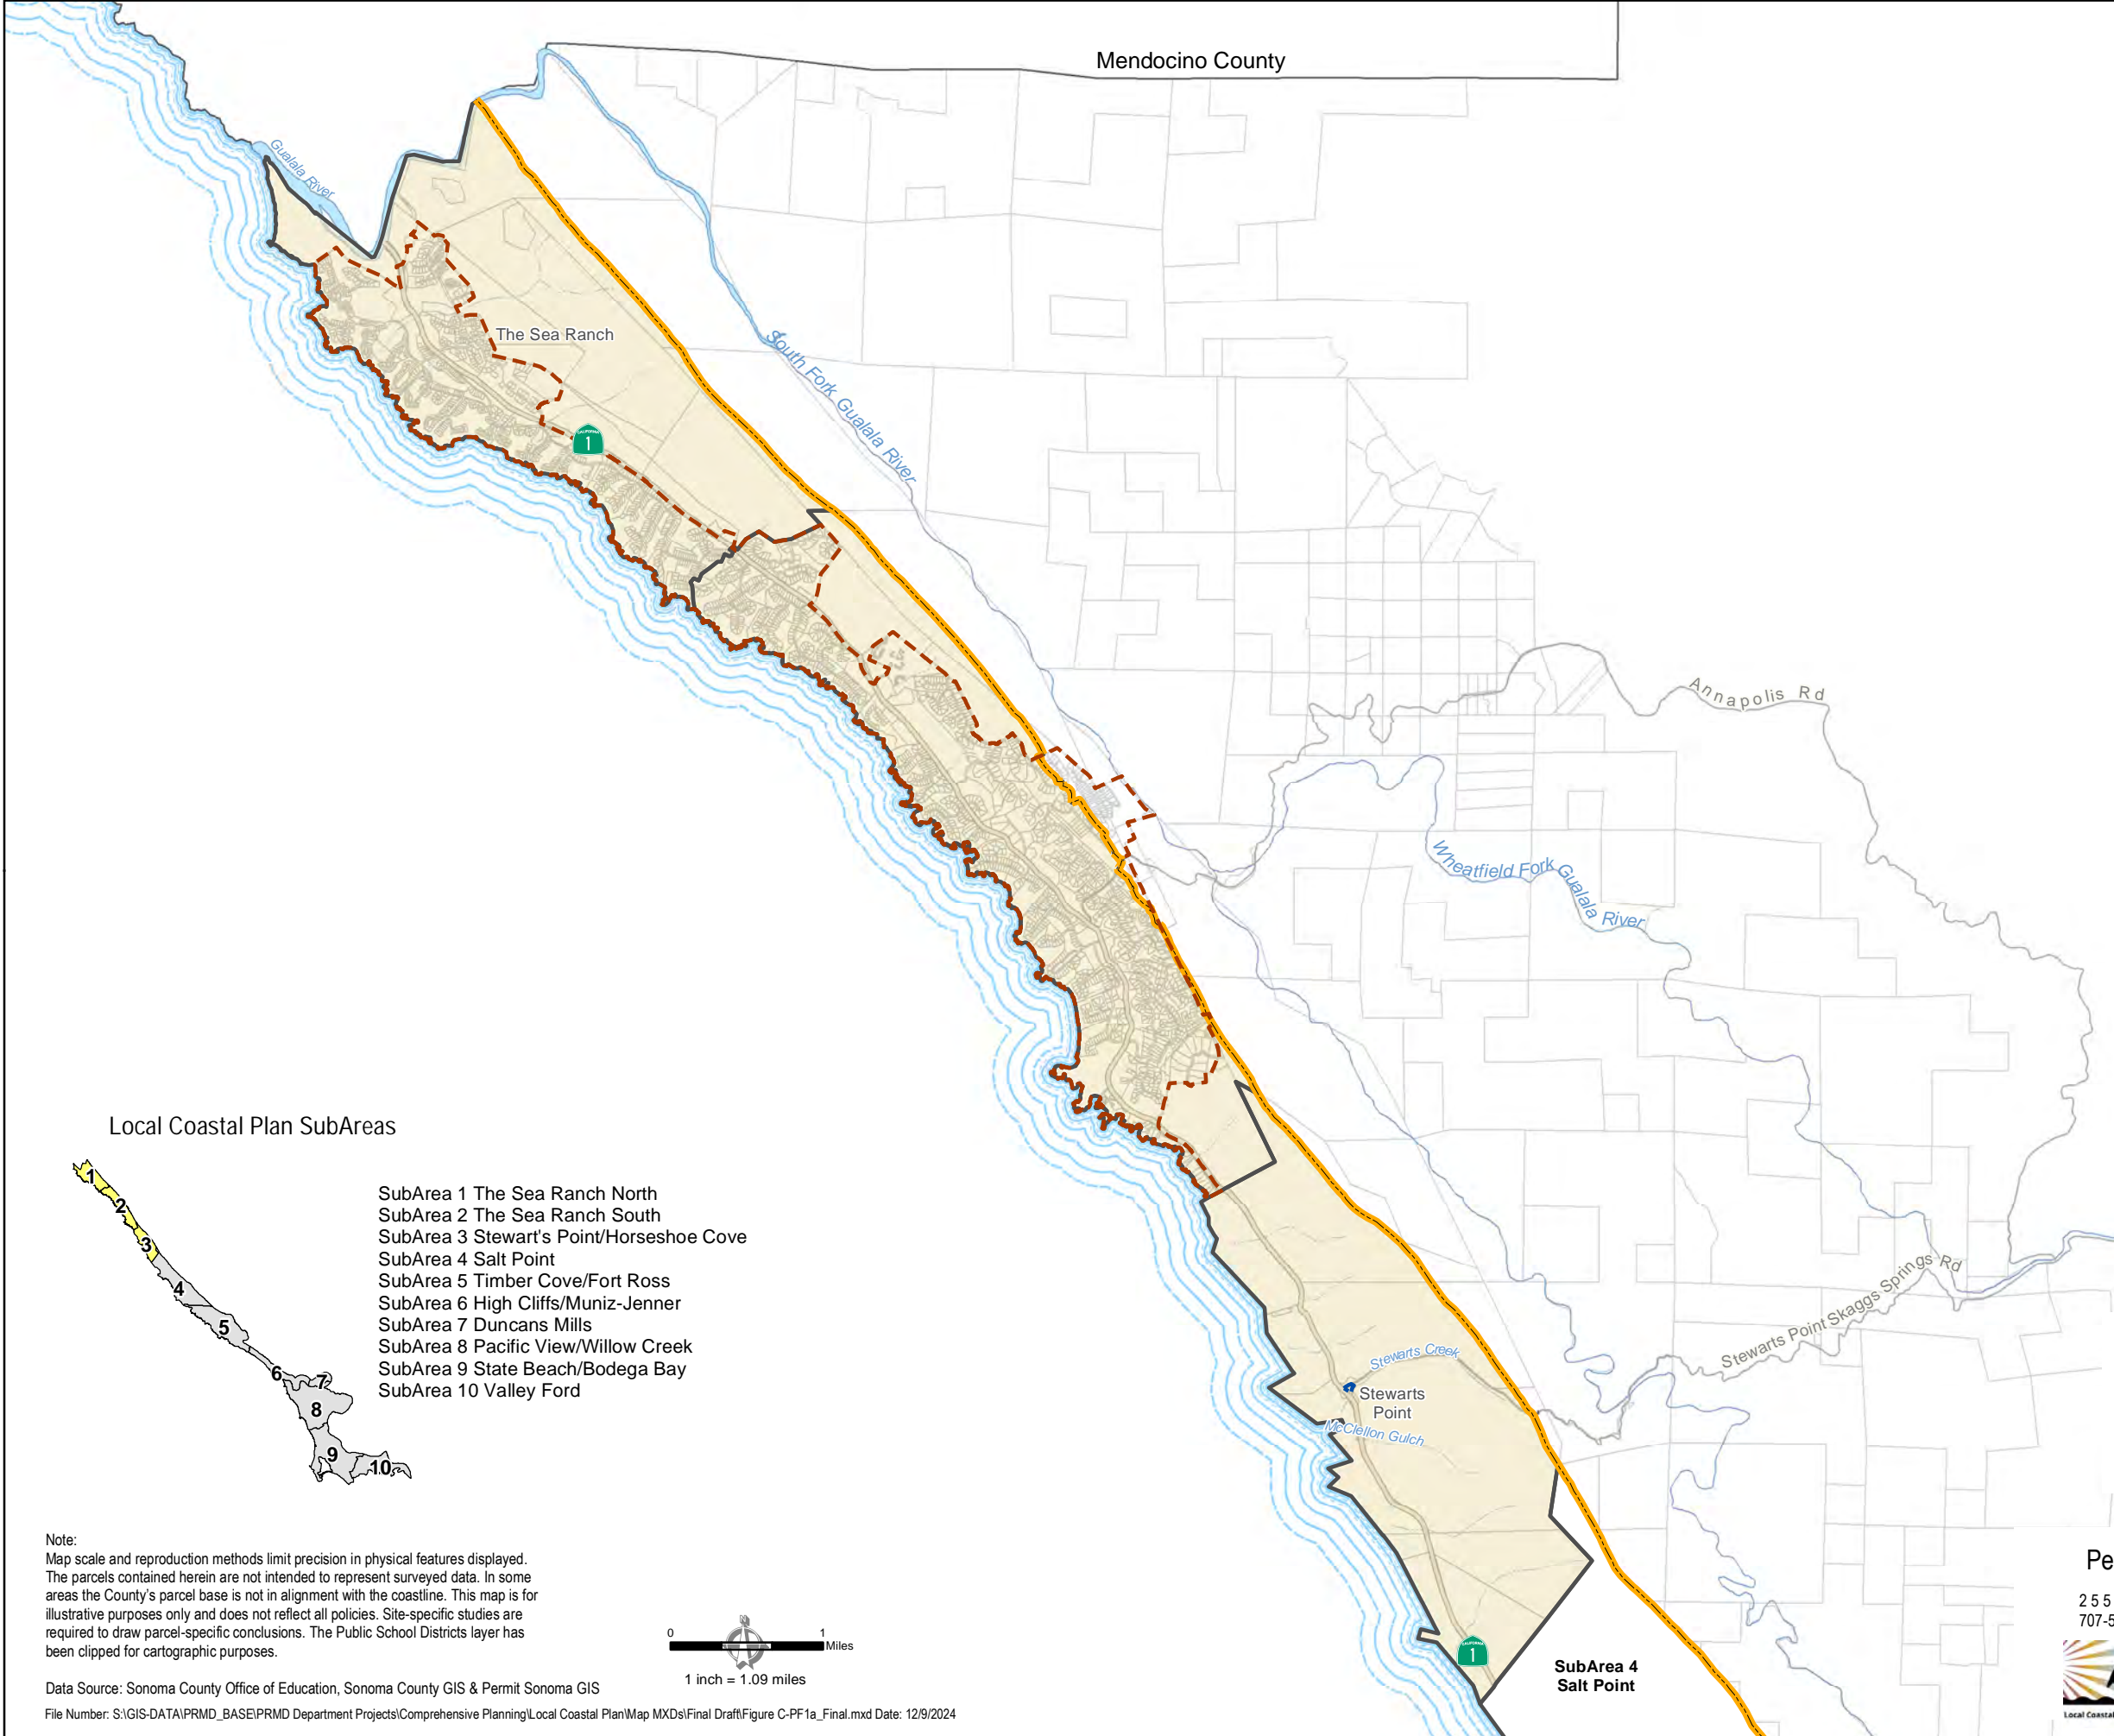 Mendocino County
Gualala River
The Sea Ranch
CALIFORNIA
1
South Fork Gualala River
Annapolis Rd
Wheatfield Fork Gualala River
Stewarts Point Skaggs Springs Rd
Stewarts Creek
Stewarts
Point
McClellon Gulch
CALIFORNIA
1
SubArea 4
Salt Point
Local Coastal Plan SubAreas
1
2
3
4
5
6
7
8
9
10
SubArea 1 The Sea Ranch North
SubArea 2 The Sea Ranch South
SubArea 3 Stewart's Point/Horseshoe Cove
SubArea 4 Salt Point
SubArea 5 Timber Cove/Fort Ross
SubArea 6 High Cliffs/Muniz-Jenner
SubArea 7 Duncans Mills
SubArea 8 Pacific View/Willow Creek
SubArea 9 State Beach/Bodega Bay
SubArea 10 Valley Ford
Note:
Map scale and reproduction methods limit precision in physical features displayed.
The parcels contained herein are not intended to represent surveyed data. In some
areas the County's parcel base is not in alignment with the coastline. This map is for
illustrative purposes only and does not reflect all policies. Site-specific studies are
required to draw parcel-specific conclusions. The Public School Districts layer has
been clipped for cartographic purposes.
N
0 1
Miles
1 inch = 1.09 miles
Data Source: Sonoma County Office of Education, Sonoma County GIS & Permit Sonoma GIS
File Number: S:\GIS-DATA\PRMD_BASE\PRMD Department Projects\Comprehensive Planning\Local Coastal Plan\Map MXDs\Final Draft\Figure C-PF1a_Final.mxd Date: 12/9/2024
Pe
2 5 5
707-5
Local Coastal